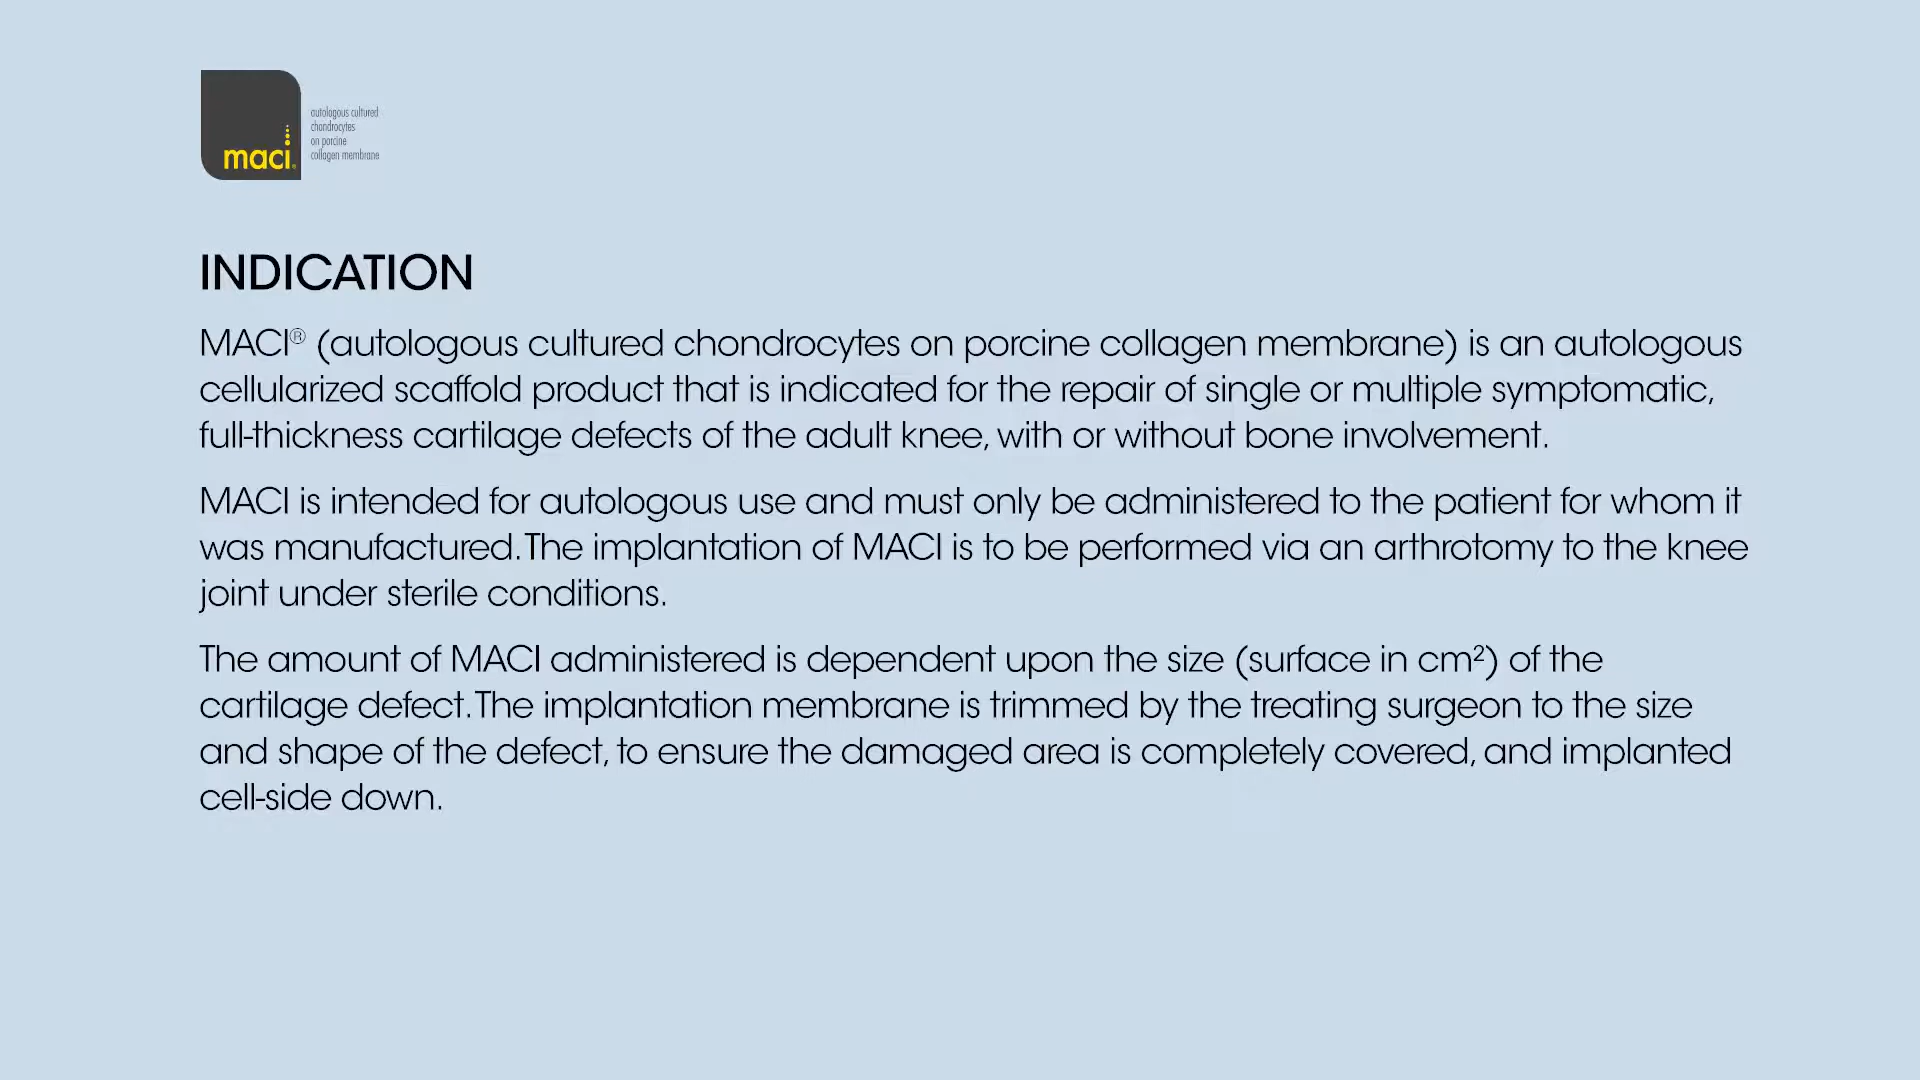 maci®
autologous cultured
chondrocytes
on porcine
collagen membrane
INDICATION
MACI® (autologous cultured chondrocytes on porcine collagen membrane) is an autologous
cellularized scaffold product that is indicated for the repair of single or multiple symptomatic,
full-thickness cartilage defects of the adult knee, with or without bone involvement.
MACI is intended for autologous use and must only be administered to the patient for whom it
was manufactured. The implantation of MACI is to be performed via an arthrotomy to the knee
joint under sterile conditions.
The amount of MACI administered is dependent upon the size (surface in cm²) of the
cartilage defect. The implantation membrane is trimmed by the treating surgeon to the size
and shape of the defect, to ensure the damaged area is completely covered, and implanted
cell-side down.